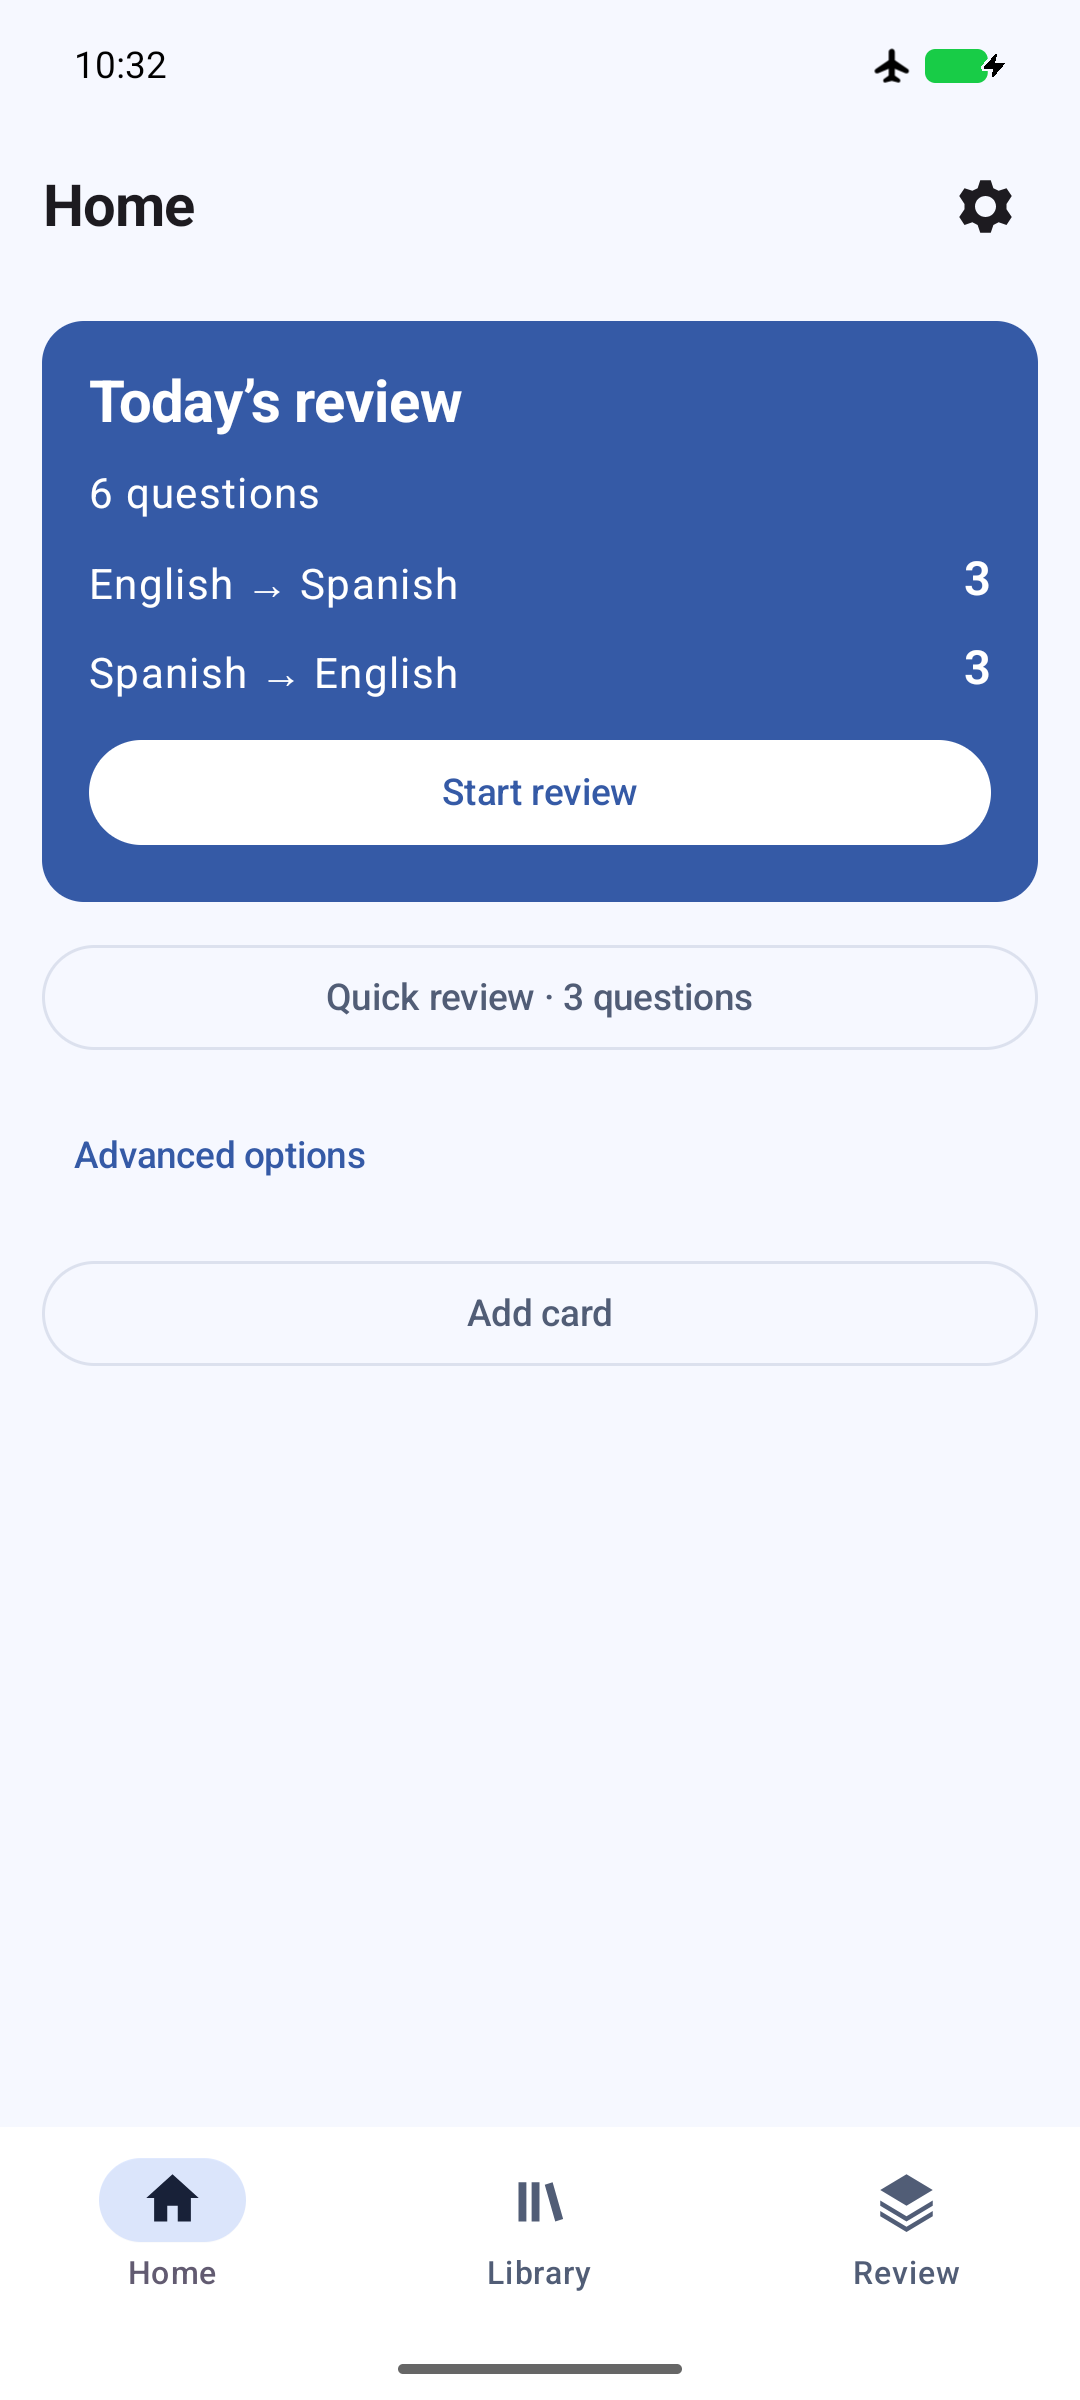 10:32
Home
Today’s review
6 questions
English → Spanish 3
Spanish → English 3
Start review
Quick review · 3 questions
Advanced options
Add card
Home Library Review